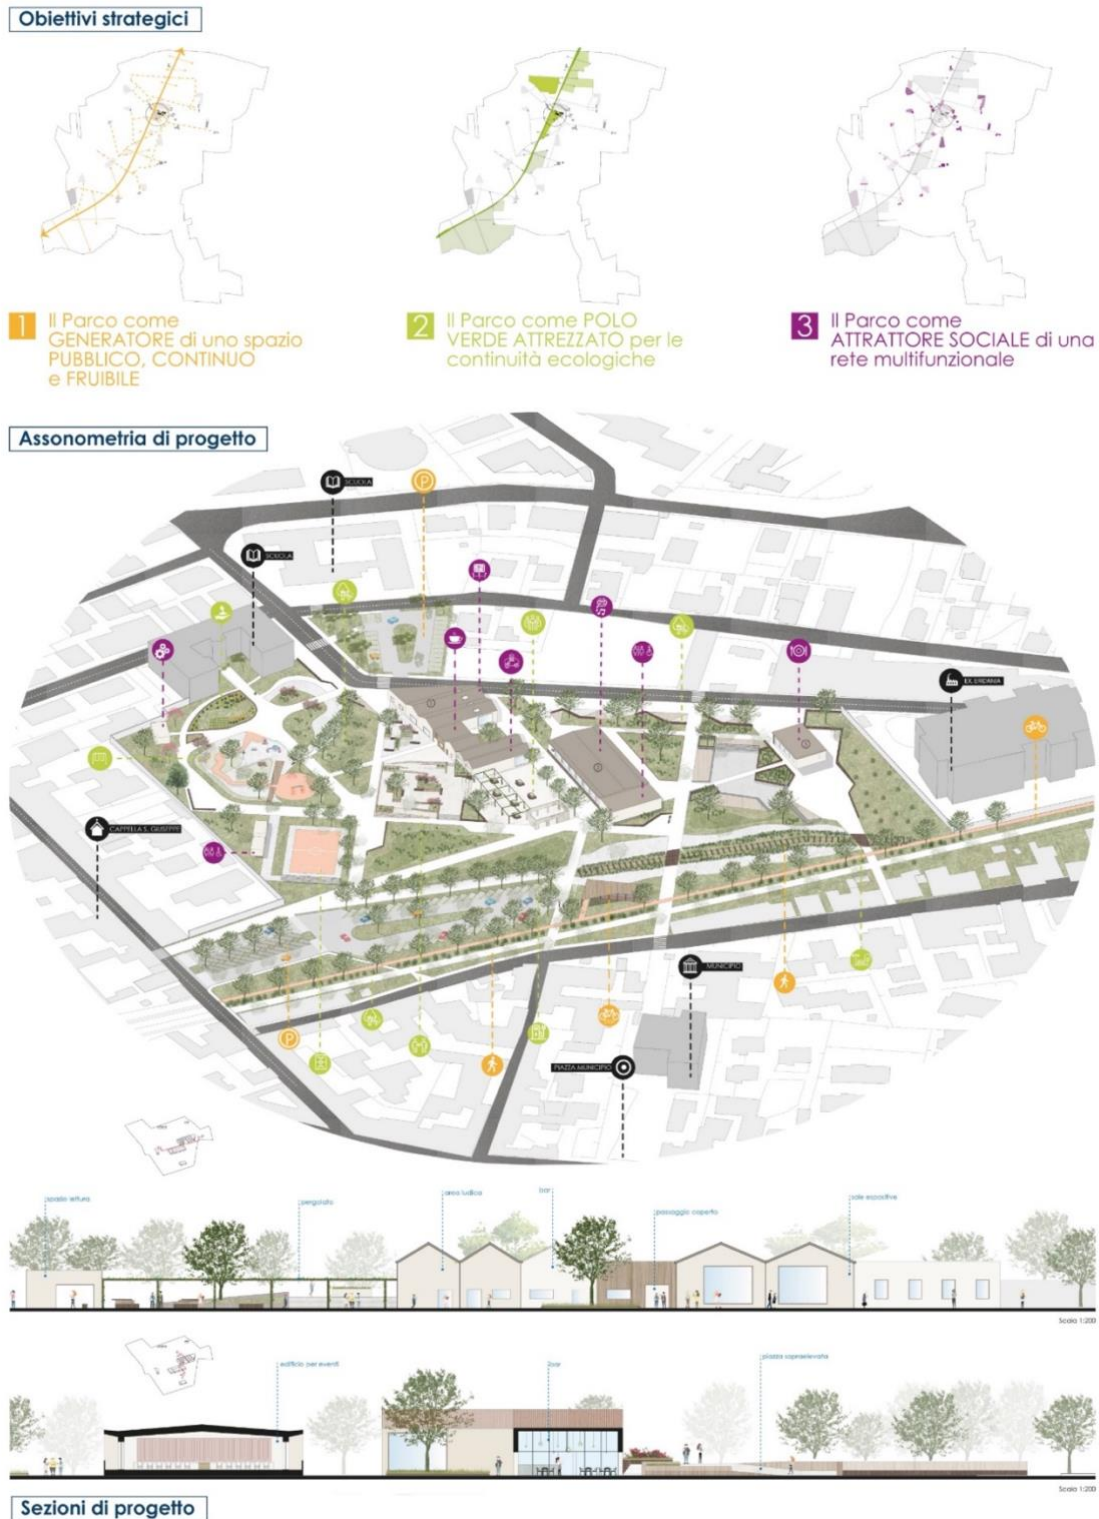 Obiettivi strategici
1
Il Parco come
GENERATORE di uno spazio
PUBBLICO, CONTINUO
e FRUIBILE
2
Il Parco come POLO
VERDE ATTREZZATO per le
continuità ecologiche
3
Il Parco come
ATTRATTORE SOCIALE di una
rete multifunzionale
Assonometria di progetto
SCUOLA
P
SCUOLA
EX ERIDANIA
CAPPELLA S. GIUSEPPE
MUNICIPIO
P
PIAZZA MUNICIPIO
spazio lettura
pergolato
area ludica
bar
passaggio coperto
sale espositive
Scala 1:200
edificio per eventi
bar
piazza sopraelevata
Scala 1:200
Sezioni di progetto